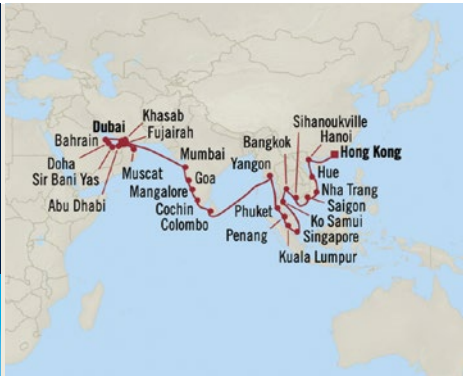 Khasab
Dubai
Fujairah
Bahrain
Doha
Sir Bani Yas
Abu Dhabi
Muscat
Mumbai
Goa
Mangalore
Cochin
Colombo
Yangon
Bangkok
Sihanoukville
Hanoi
Hong Kong
Hue
Nha Trang
Saigon
Ko Samui
Phuket
Penang
Singapore
Kuala Lumpur